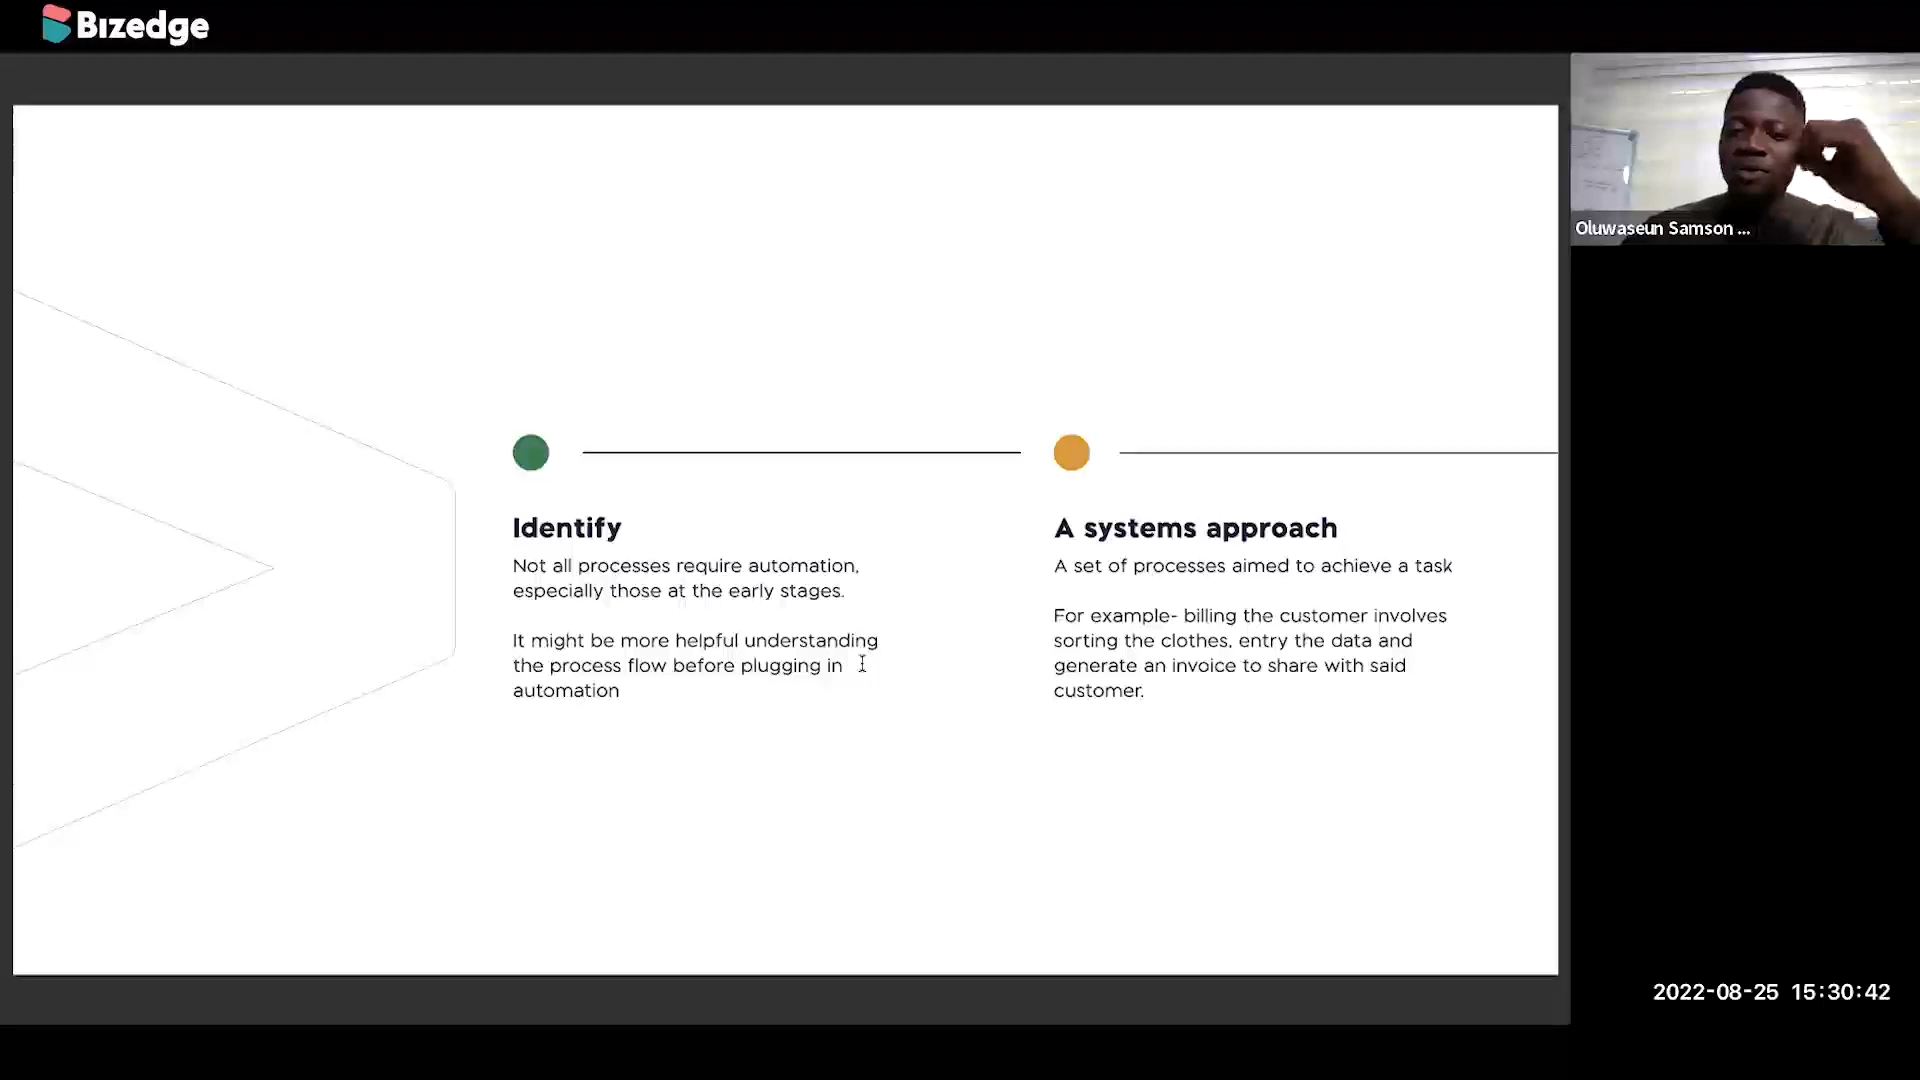 Bizedge
Oluwaseun Samson ...
Identify
Not all processes require automation,
especially those at the early stages.
It might be more helpful understanding
the process flow before plugging in
automation
A systems approach
A set of processes aimed to achieve a task
For example- billing the customer involves
sorting the clothes, entry the data and
generate an invoice to share with said
customer.
2022-08-25 15:30:42